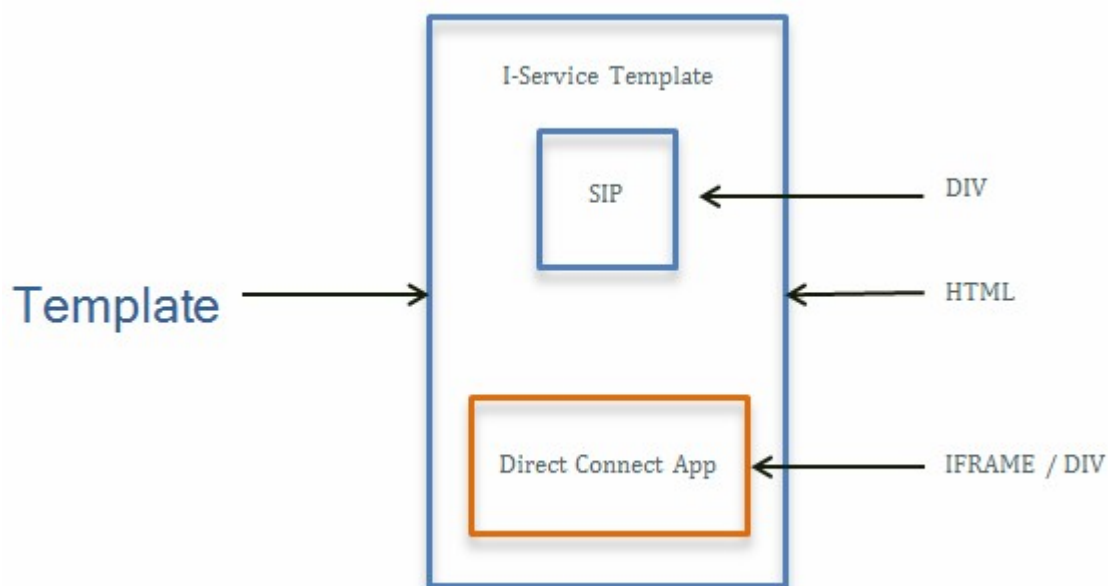 I-Service Template
SIP
DIV
Template
HTML
Direct Connect App
IFRAME / DIV